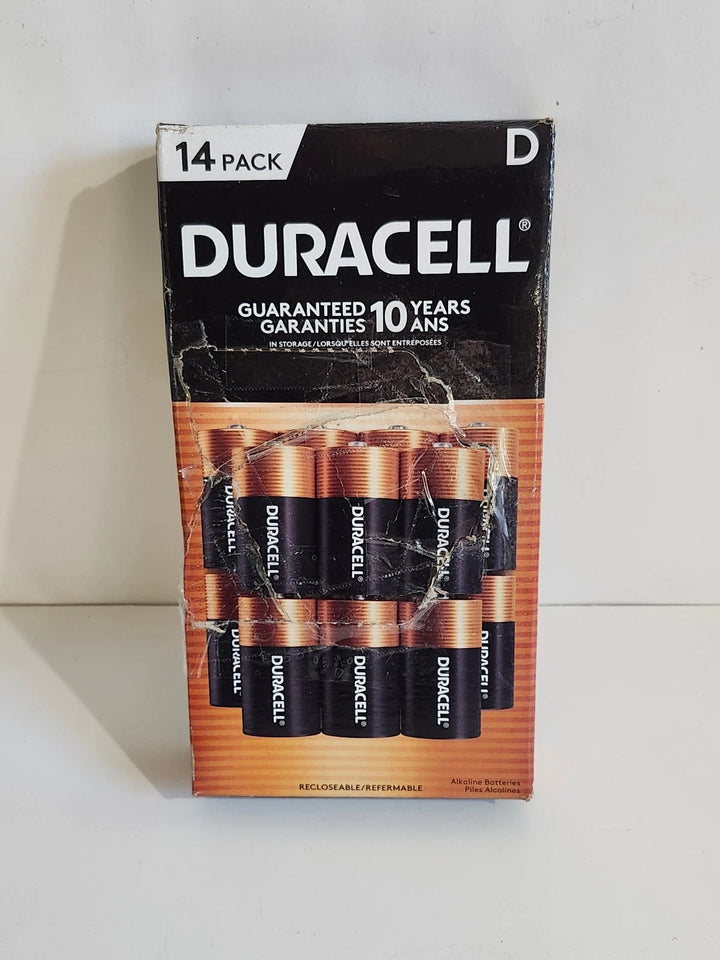 14 PACK
D
DURACELL®
GUARANTEED 10 YEARS
GARANTIES ANS
IN STORAGE/LORSQU'ELLES SONT ENTREPOSÉES
DURACELL
DURACELL®
DURACELL®
DURACELL®
DURACELL
DURACELL®
DURACELL®
DURACELL®
DURACELL
RECLOSEABLE/REFERMABLE
Alkaline Batteries
Piles Alcalines